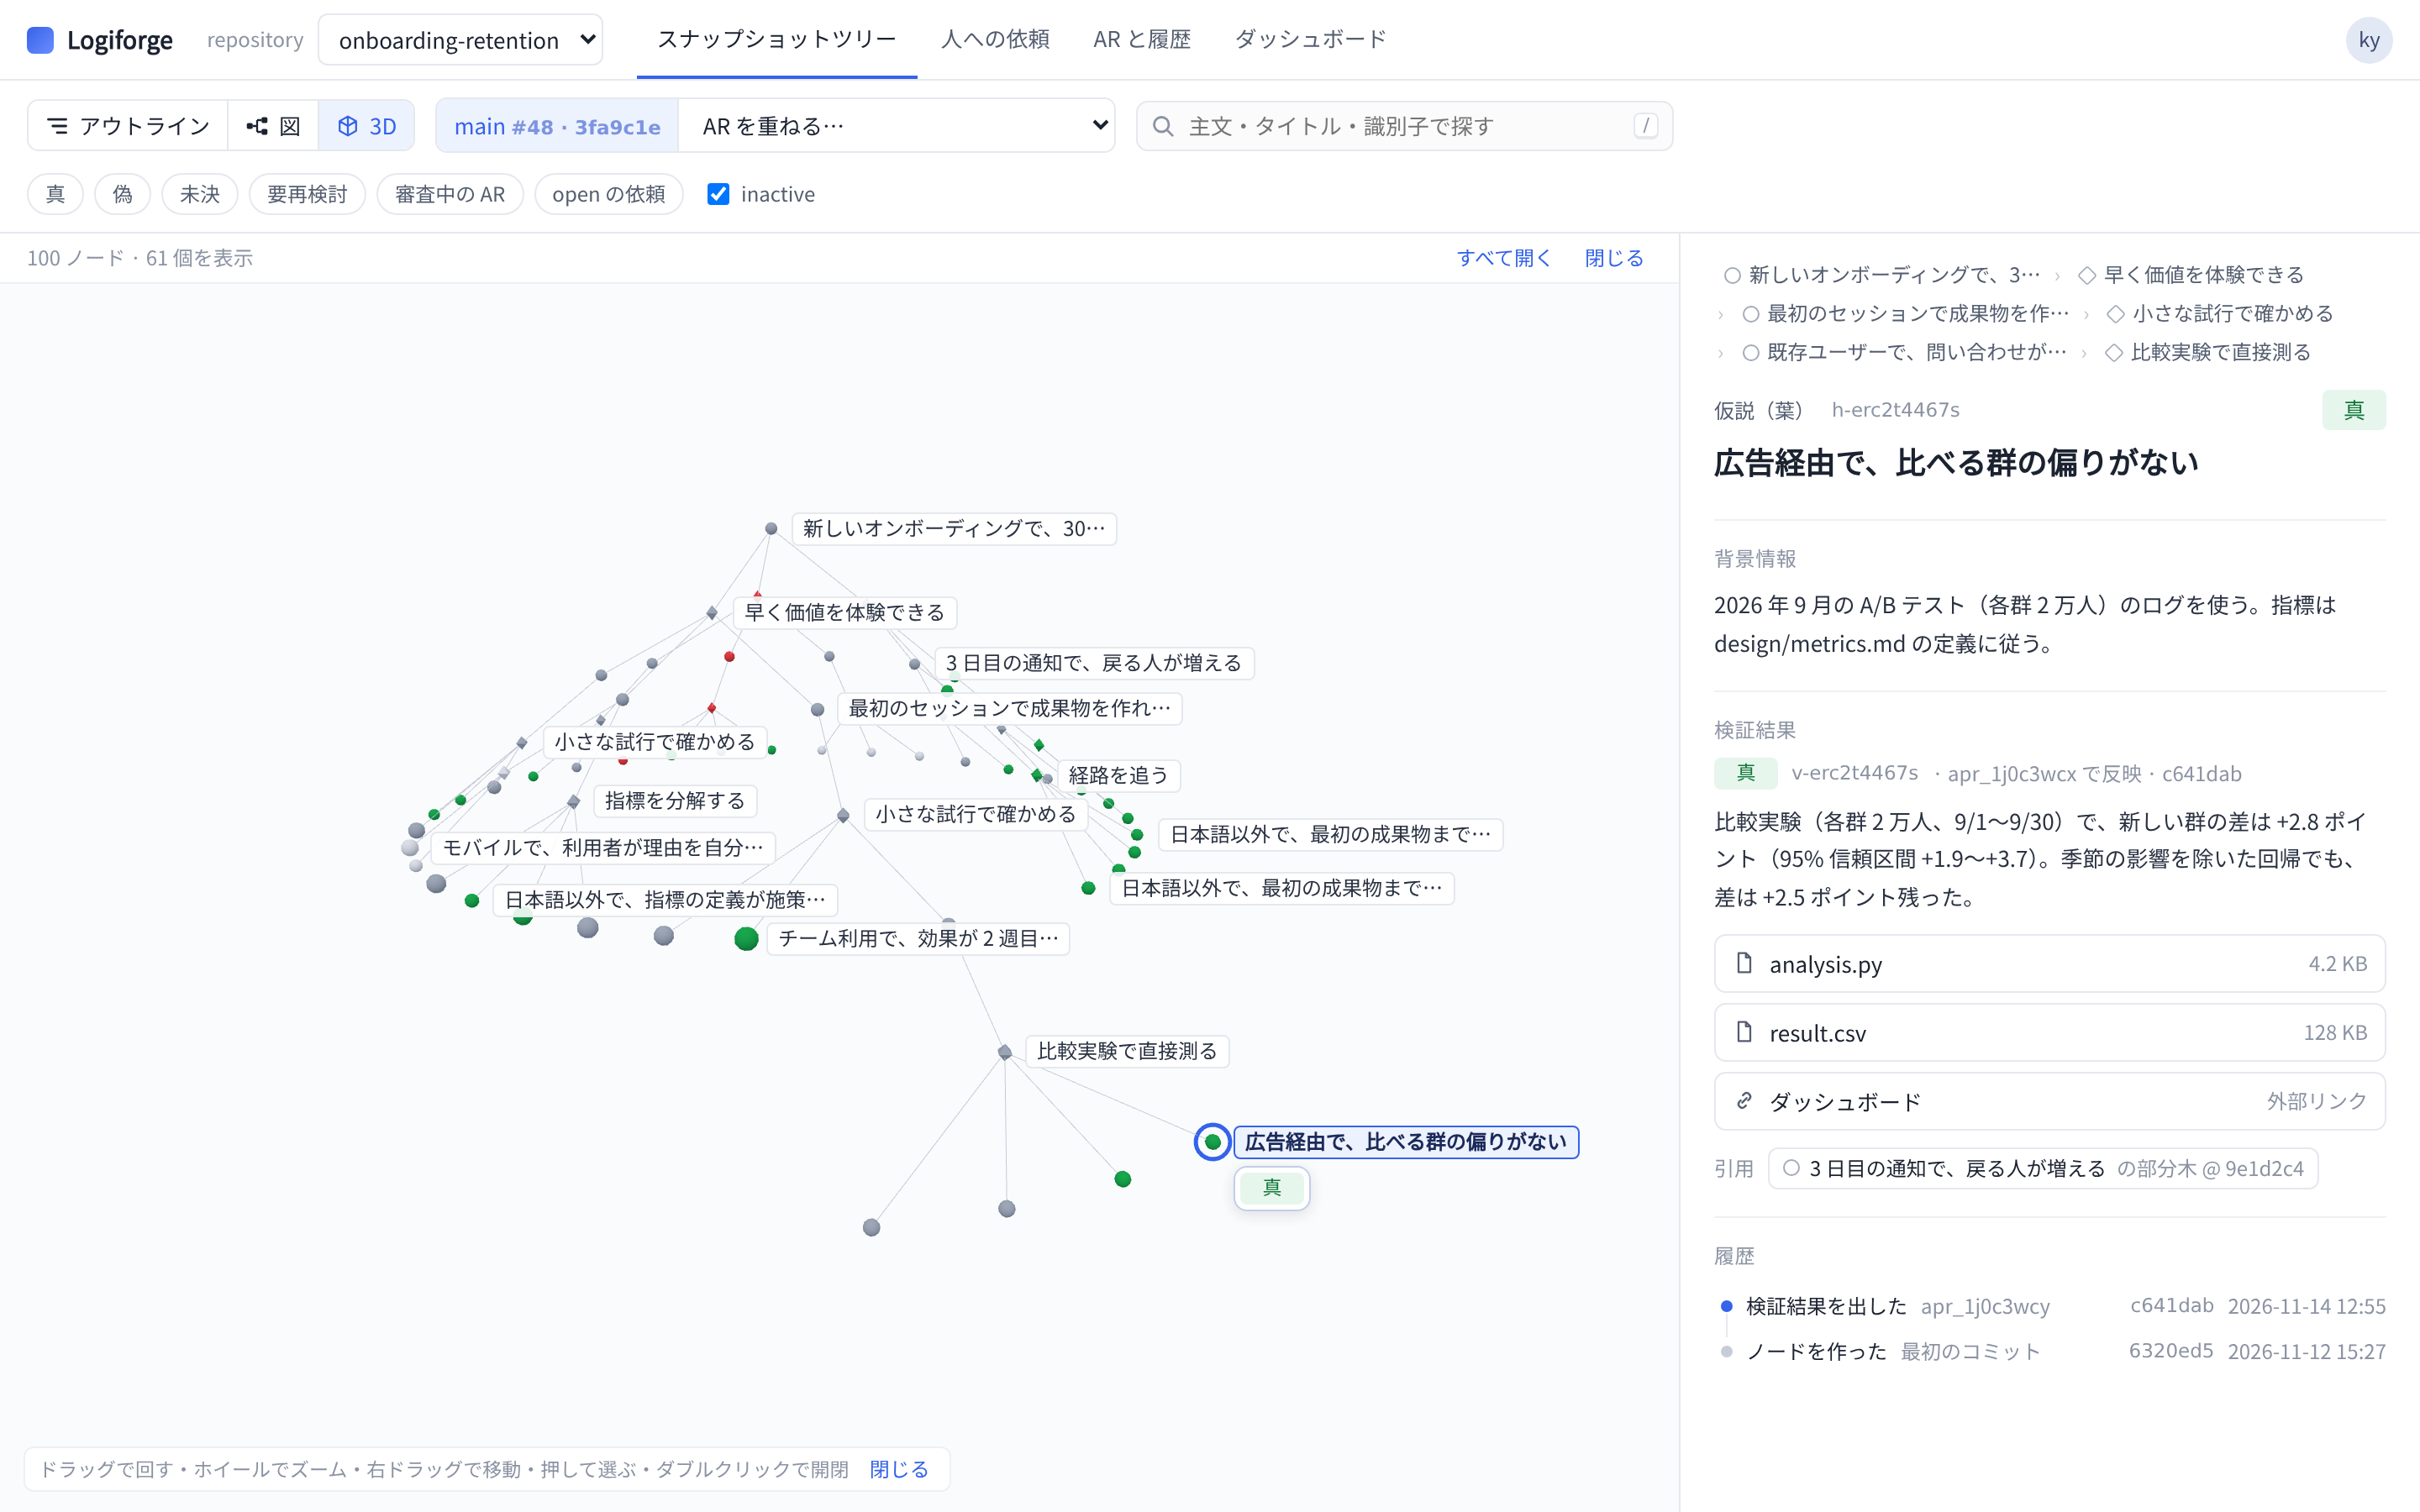 Logiforge repository onboarding-retention スナップショットツリー 人への依頼 AR と履歴 ダッシュボード ky
アウトライン 図 3D main #48 · 3fa9c1e AR を重ねる… 主文・タイトル・識別子で探す /
真 偽 未決 要再検討 審査中の AR open の依頼 inactive
100 ノード · 61 個を表示 すべて開く 閉じる
新しいオンボーディングで、30…
早く価値を体験できる
3 日目の通知で、戻る人が増える
最初のセッションで成果物を作れ…
小さな試行で確かめる
経路を追う
指標を分解する
小さな試行で確かめる
日本語以外で、最初の成果物まで…
モバイルで、利用者が理由を自分…
日本語以外で、最初の成果物まで…
日本語以外で、指標の定義が施策…
チーム利用で、効果が 2 週目…
比較実験で直接測る
広告経由で、比べる群の偏りがない
真
ドラッグで回す・ホイールでズーム・右ドラッグで移動・押して選ぶ・ダブルクリックで開閉 閉じる
新しいオンボーディングで、3… › 早く価値を体験できる
› 最初のセッションで成果物を作… › 小さな試行で確かめる
› 既存ユーザーで、問い合わせが… › 比較実験で直接測る
仮説（葉） h-erc2t4467s 真
広告経由で、比べる群の偏りがない
背景情報
2026 年 9 月の A/B テスト（各群 2 万人）のログを使う。指標は
design/metrics.md の定義に従う。
検証結果
真 v-erc2t4467s · apr_1j0c3wcx で反映 · c641dab
比較実験（各群 2 万人、9/1〜9/30）で、新しい群の差は +2.8 ポイ
ント（95% 信頼区間 +1.9〜+3.7）。季節の影響を除いた回帰でも、
差は +2.5 ポイント残った。
analysis.py 4.2 KB
result.csv 128 KB
ダッシュボード 外部リンク
引用 3 日目の通知で、戻る人が増える の部分木 @ 9e1d2c4
履歴
検証結果を出した apr_1j0c3wcy c641dab 2026-11-14 12:55
ノードを作った 最初のコミット 6320ed5 2026-11-12 15:27